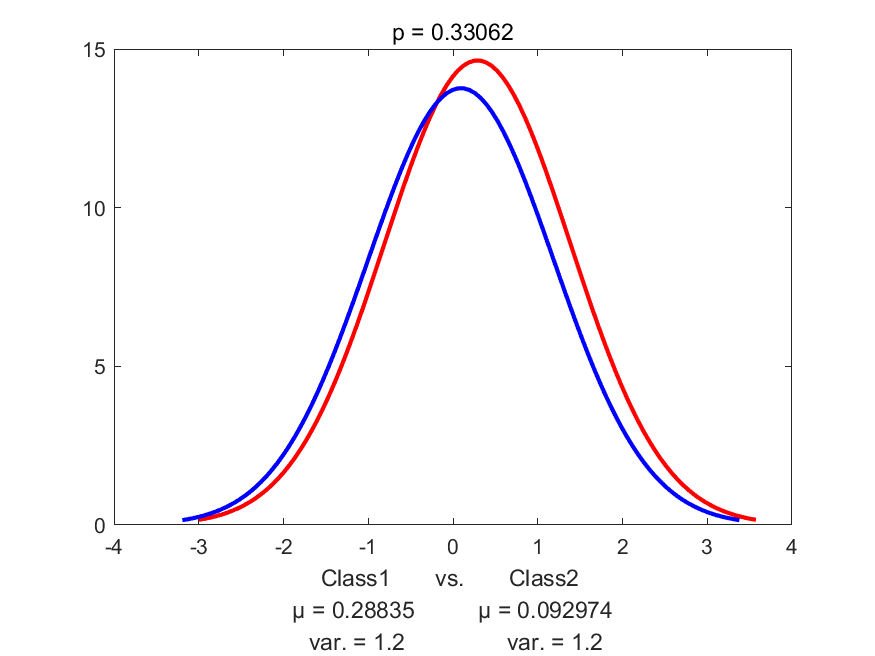 p = 0.33062
15
10
5
0
-4 -3 -2 -1 0 1 2 3 4
Class1 vs. Class2
μ = 0.28835 μ = 0.092974
var. = 1.2 var. = 1.2